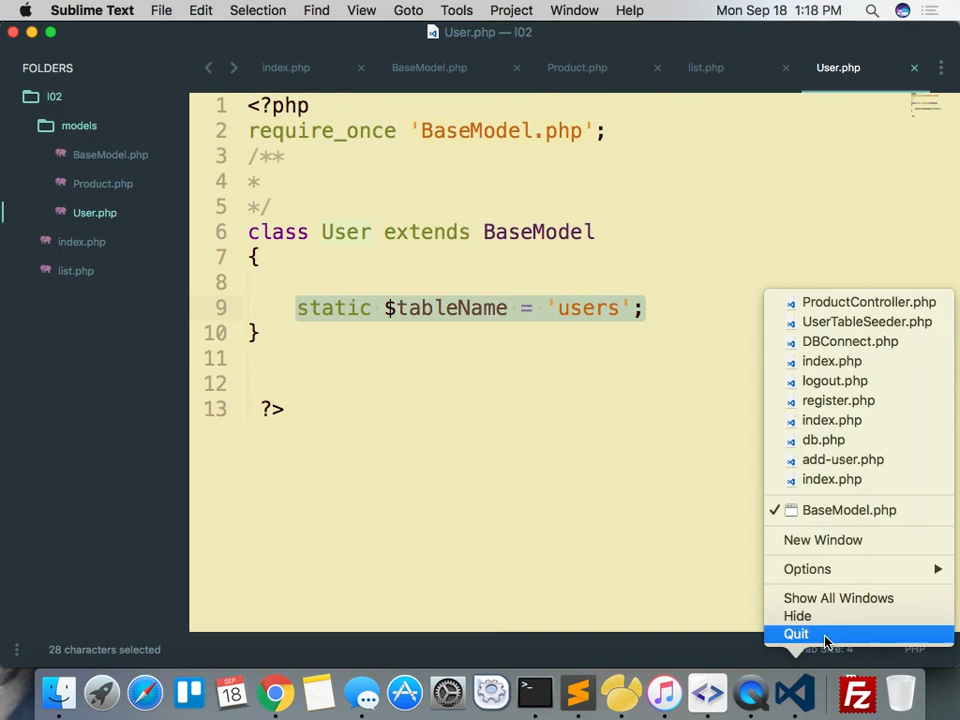 Sublime Text File Edit Selection Find View Goto Tools Project Window Help Mon Sep 18 1:18 PM
User.php — l02
FOLDERS
l02
models
BaseModel.php
Product.php
User.php
index.php
list.php
index.php BaseModel.php Product.php list.php User.php
1 <?php
2 require_once 'BaseModel.php';
3 /**
4 *
5 */
6 class User extends BaseModel
7 {
8
9 static $tableName = 'users';
10 }
11
12
13 ?>
ProductController.php
UserTableSeeder.php
DBConnect.php
index.php
logout.php
register.php
index.php
db.php
add-user.php
index.php
✓ BaseModel.php
New Window
Options
Show All Windows
Hide
Quit
28 characters selected Tab Size: 4 PHP
SEP
18
Fz